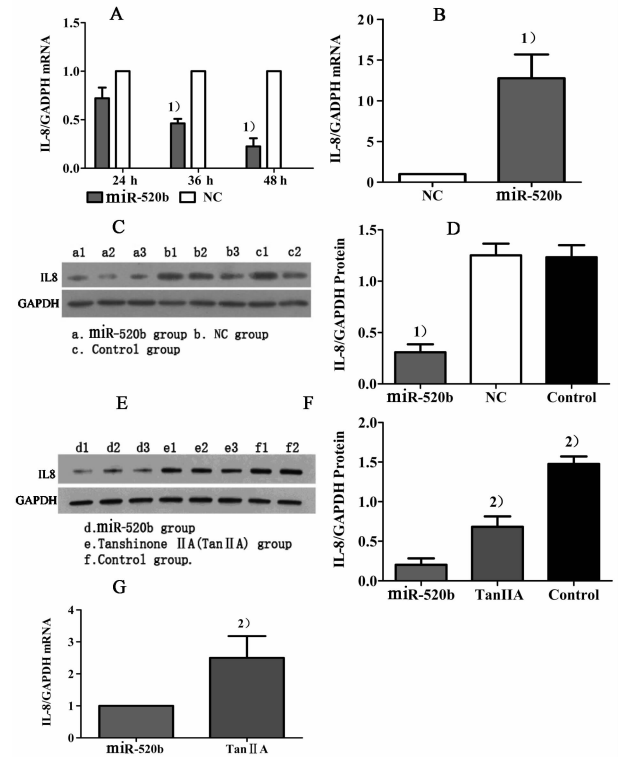 A
IL-8/GADPH mRNA
1.5
1.0
0.5
0.0
1)
1)
24 h
36 h
48 h
miR-520b
NC
B
IL-8/GADPH mRNA
20
15
10
5
0
1)
NC
miR-520b
C
a1 a2 a3 b1 b2 b3 c1 c2
IL8
GAPDH
a. miR-520b group b. NC group
c. Control group
D
IL-8/GAPDH Protein
1.5
1.0
0.5
0.0
1)
miR-520b
NC
Control
E
d1 d2 d3 e1 e2 e3 f1 f2
IL8
GAPDH
d.miR-520b group
e.Tanshinone ⅡA(TanⅡA) group
f.Control group.
F
IL-8/GAPDH Protein
2.0
1.5
1.0
0.5
0.0
2)
2)
miR-520b
TanIIA
Control
G
IL-8/GAPDH mRNA
4
3
2
1
0
2)
miR-520b
TanⅡA